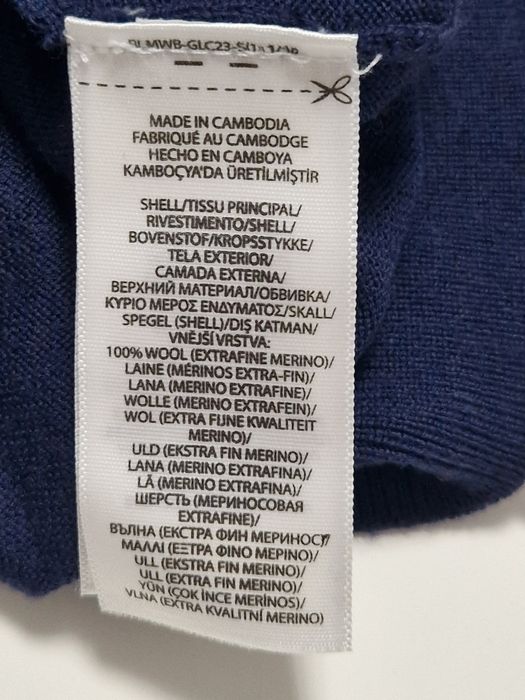 MADE IN CAMBODIA
FABRIQUÉ AU CAMBODGE
HECHO EN CAMBOYA
KAMBOÇYA'DA ÜRETİLMİŞTİR
SHELL/TISSU PRINCIPAL/
RIVESTIMENTO/SHELL/
BOVENSTOF/KROPSSTYKKE/
TELA EXTERIOR/
CAMADA EXTERNA/
ВЕРХНИЙ МАТЕРИАЛ/ОБВИВКА/
ΚΥΡΙΟ ΜΕΡΟΣ ΕΝΔΥΜΑΤΟΣ/SKALL/
SPEGEL (SHELL)/DIŞ KATMAN/
VNĚJŠÍ VRSTVA:
100% WOOL (EXTRAFINE MERINO)/
LAINE (MÉRINOS EXTRA-FIN)/
LANA (MERINO EXTRAFINE)/
WOLLE (MERINO EXTRAFEIN)/
WOL (EXTRA FIJNE KWALITEIT
MERINO)/
ULD (EKSTRA FIN MERINO)/
LANA (MERINO EXTRAFINA)/
LÃ (MERINO EXTRAFINA)/
ШЕРСТЬ (МЕРИНОСОВАЯ
EXTRAFINE)/
ВЪЛНА (ЕКСТРА ФИН МЕРИНОС)/
ΜΑΛΛΙ (ΕΞΤΡΑ ΦΙΝΟ ΜΕΡΙΝΟ)/
ULL (EKSTRA FIN MERINO)/
ULL (EXTRA FIN MERINO)/
YÜN (ÇOK İNCE MERINOS)/
VLNA (EXTRA KVALITNÍ MERINO)